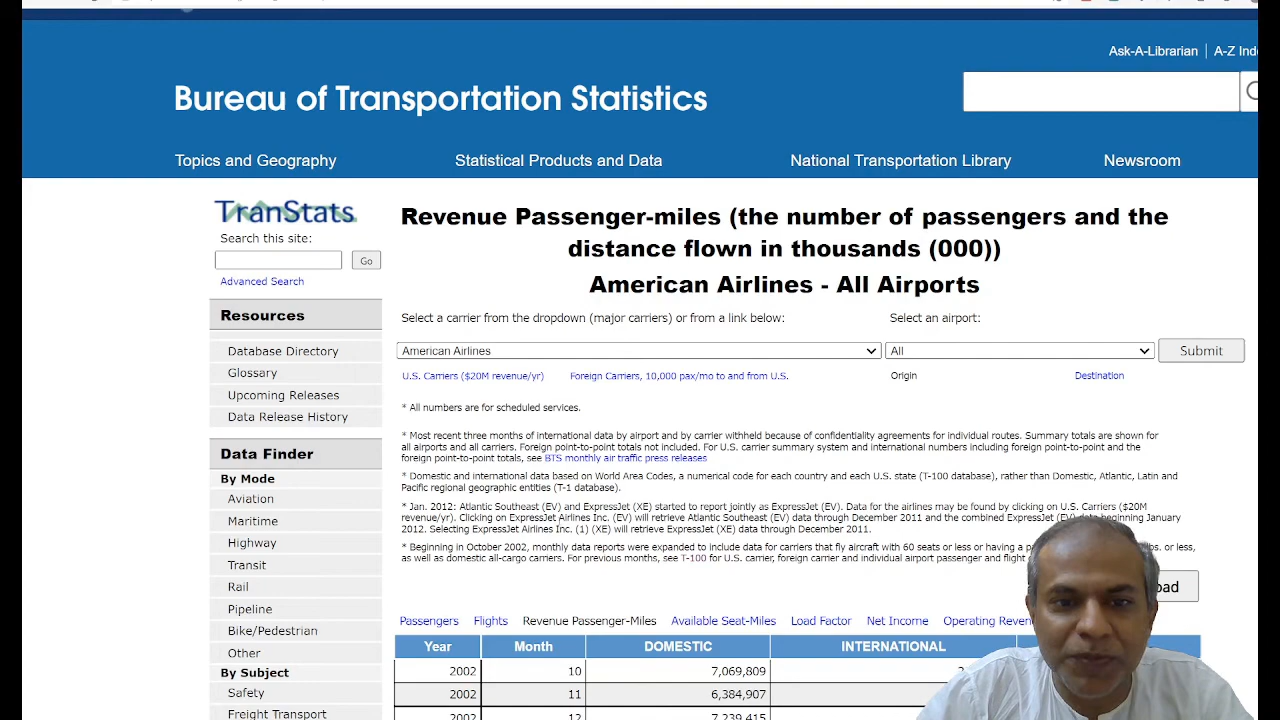 Ask-A-Librarian | A-Z
Bureau of Transportation Statistics
Topics and Geography
Statistical Products and Data
National Transportation Library
Newsroom
TranStats
Search this site:
Go
Advanced Search
Resources
Database Directory
Glossary
Upcoming Releases
Data Release History
Data Finder
By Mode
Aviation
Maritime
Highway
Transit
Rail
Pipeline
Bike/Pedestrian
Other
By Subject
Safety
Freight Transport
Revenue Passenger-miles (the number of passengers and the
distance flown in thousands (000))
American Airlines - All Airports
Select a carrier from the dropdown (major carriers) or from a link below:
Select an airport:
American Airlines
All
Submit
U.S. Carriers ($20M revenue/yr)
Foreign Carriers, 10,000 pax/mo to and from U.S.
Origin
Destination
* All numbers are for scheduled services.
* Most recent three months of international data by airport and by carrier withheld because of confidentiality agreements for individual routes. Summary totals are shown for
all airports and all carriers. Foreign point-to-point totals not included. For U.S. carrier summary system and international numbers including foreign point-to-point and the
foreign point-to-point totals, see BTS monthly air traffic press releases
* Domestic and international data based on World Area Codes, a numerical code for each country and each U.S. state (T-100 database), rather than Domestic, Atlantic, Latin and
Pacific regional geographic entities (T-1 database).
* Jan. 2012: Atlantic Southeast (EV) and ExpressJet (XE) started to report jointly as ExpressJet (EV). Data for the airlines may be found by clicking on U.S. Carriers ($20M
revenue/yr). Clicking on ExpressJet Airlines Inc. (EV) will retrieve Atlantic Southeast (EV) data through December 2011 and the combined ExpressJet (EV) data beginning January
2012. Selecting ExpressJet Airlines Inc. (1) (XE) will retrieve ExpressJet (XE) data through December 2011.
* Beginning in October 2002, monthly data reports were expanded to include data for carriers that fly aircraft with 60 seats or less or having a lbs. or less,
as well as domestic all-cargo carriers. For previous months, see T-100 for U.S. carrier, foreign carrier and individual airport passenger and flight
Passengers Flights Revenue Passenger-Miles Available Seat-Miles Load Factor Net Income Operating
Year Month DOMESTIC INTERNATIONAL
2002 10 7,069,809
2002 11 6,384,907
2002 12 7,239,415